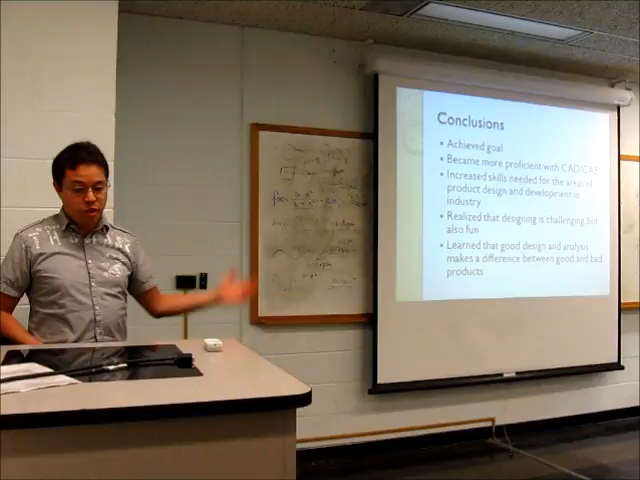 Conclusions
• Achieved goal
• Became more proficient with CAD/CAE
• Increased skills needed for the areas of
product design and development in
industry
• Realized that designing is challenging, but
also fun
• Learned that good design and analysis
makes a difference between good and bad
products